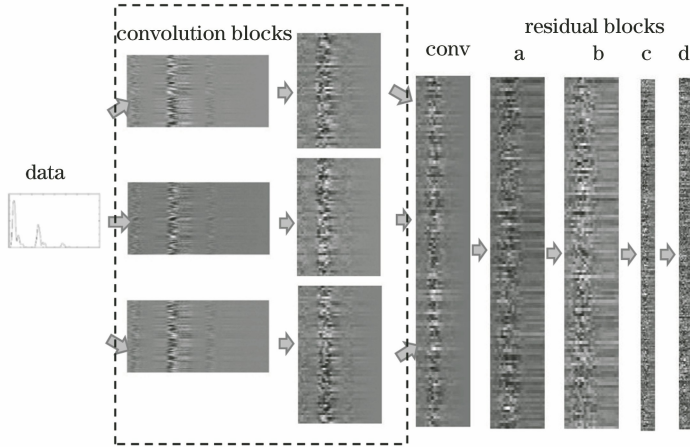 residual blocks
convolution blocks
conv
a b c d
data